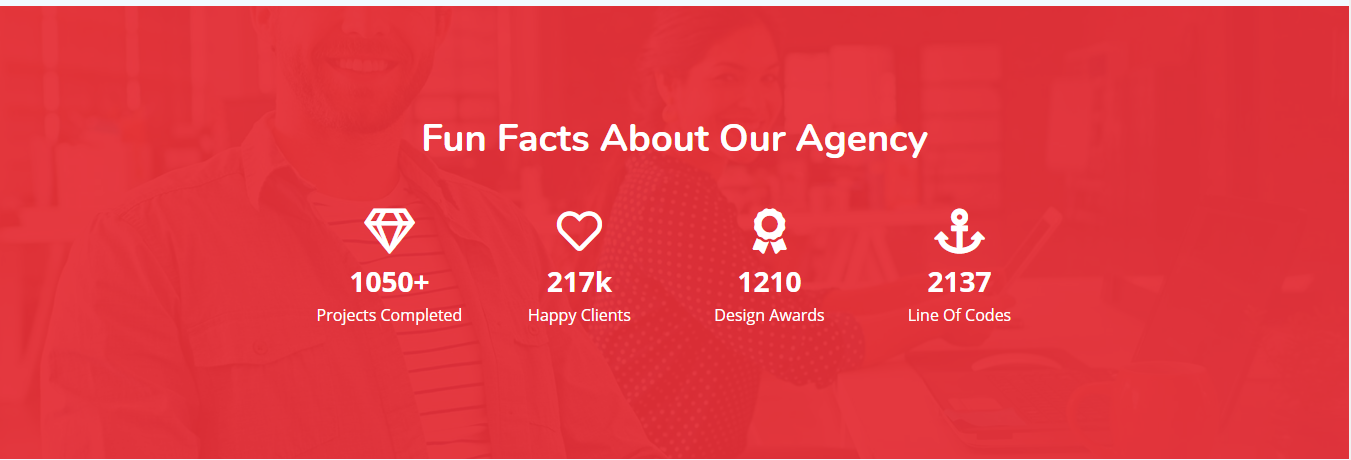 Fun Facts About Our Agency
1050+
Projects Completed
217k
Happy Clients
1210
Design Awards
2137
Line Of Codes